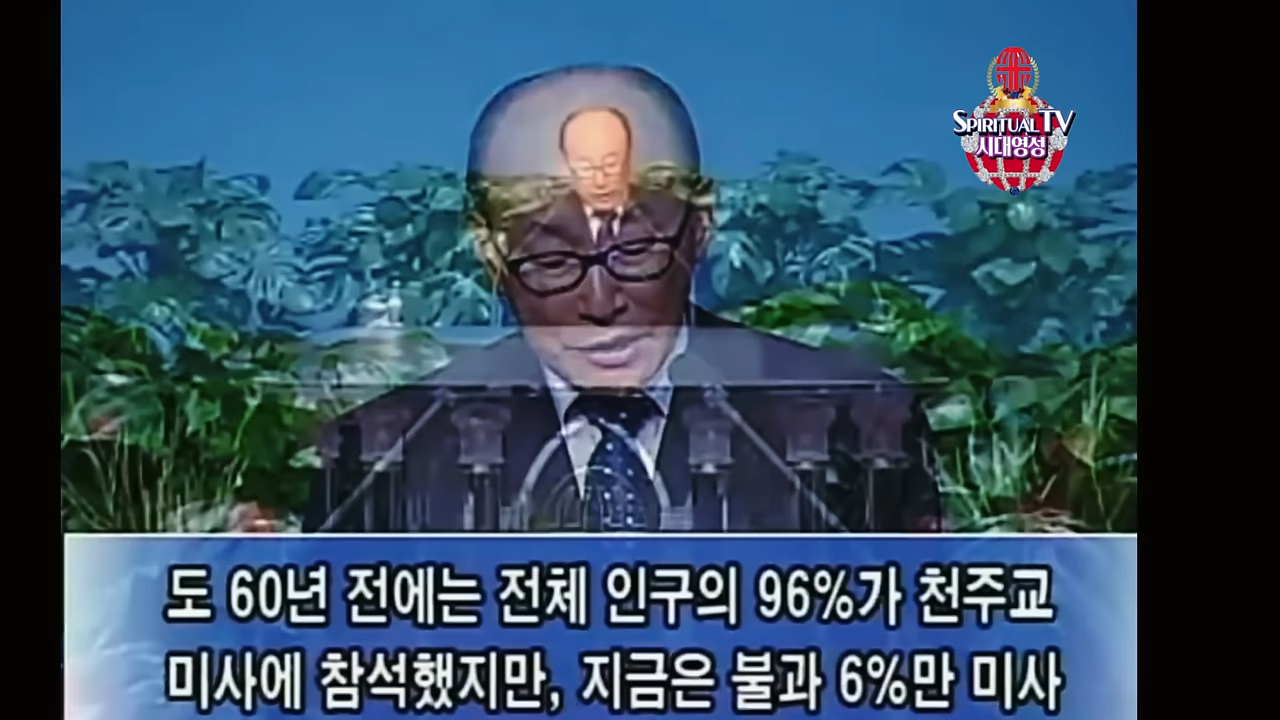 SPIRITUAL TV
시대영성
도 60년 전에는 전체 인구의 96%가 천주교
미사에 참석했지만, 지금은 불과 6%만 미사